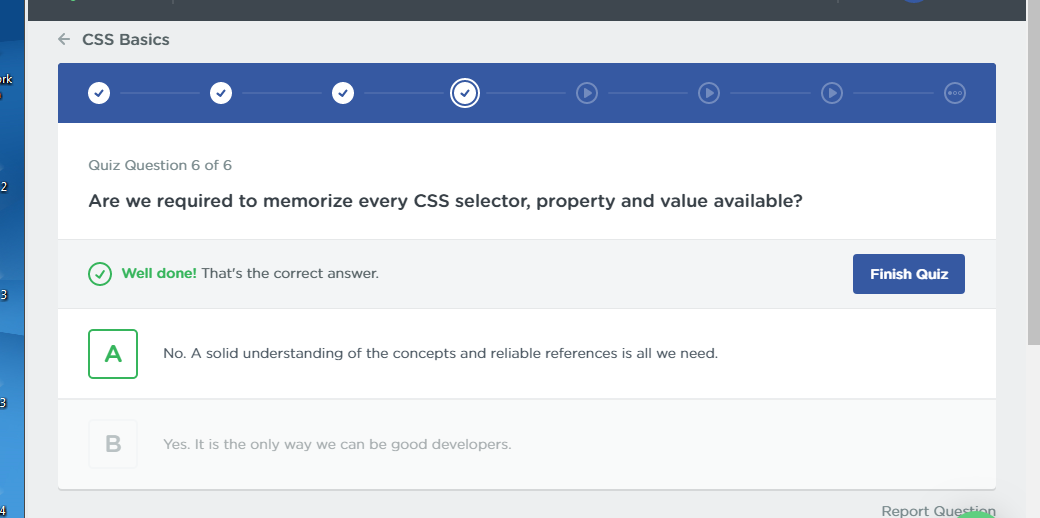 CSS Basics
Quiz Question 6 of 6
Are we required to memorize every CSS selector, property and value available?
Well done! That's the correct answer.
Finish Quiz
A
No. A solid understanding of the concepts and reliable references is all we need.
B
Yes. It is the only way we can be good developers.
Report Question
rk
2
3
3
4